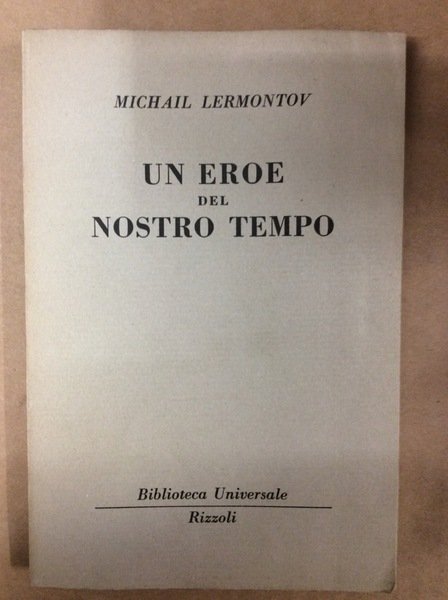 MICHAIL LERMONTOV
UN EROE
DEL
NOSTRO TEMPO
Biblioteca Universale
Rizzoli